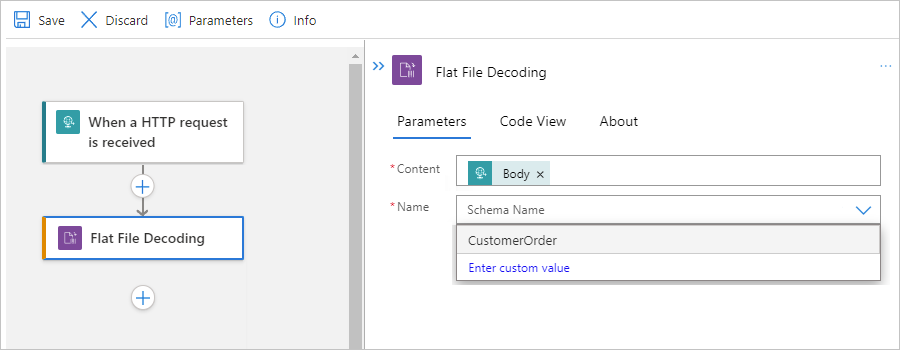 Save Discard [@] Parameters Info
When a HTTP request
is received
Flat File Decoding
Flat File Decoding
...
Parameters Code View About
*Content Body ×
*Name Schema Name
CustomerOrder
Enter custom value